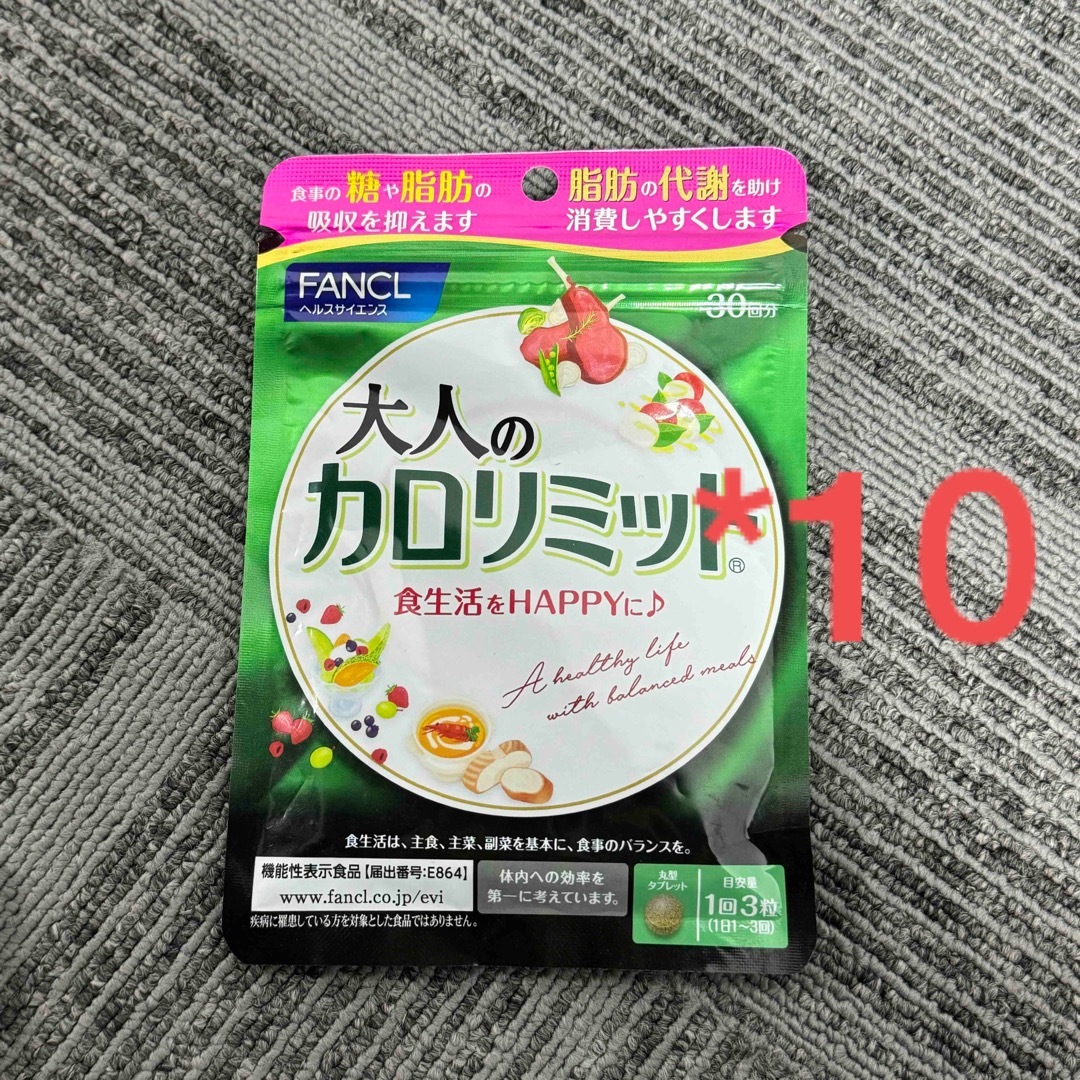 食事の糖や脂肪の
吸収を抑えます
脂肪の代謝を助け
消費しやすくします
FANCL
ヘルスサイエンス
30回分
大人の
カロリミット®
*10
食生活をHAPPYに♪
A healthy life
with balanced meals
食生活は、主食、主菜、副菜を基本に、食事のバランスを。
機能性表示食品【届出番号:E864】
www.fancl.co.jp/evi
疾病に罹患している方を対象とした食品ではありません。
体内への効率を
第一に考えています。
丸型
タブレット
目安量
1回3粒
(1日1~3回)